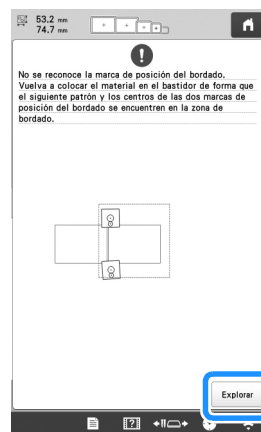 53.2 mm
74.7 mm
No se reconoce la marca de posición del bordado.
Vuelva a colocar el material en el bastidor de forma que
el siguiente patrón y los centros de las dos marcas de
posición del bordado se encuentren en la zona de
bordado.
Explorar